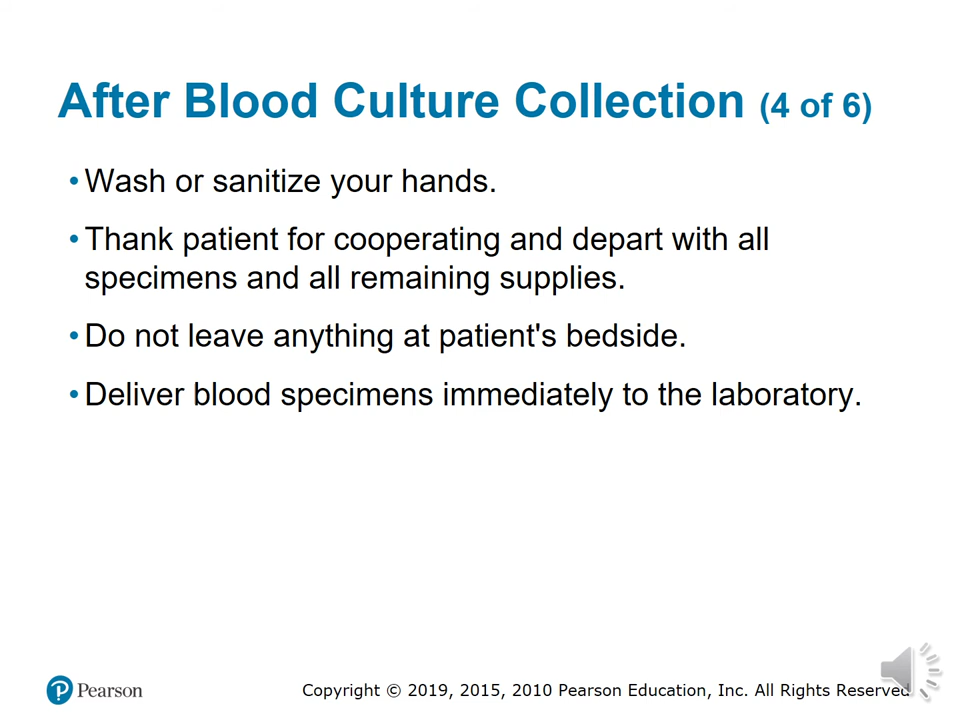 After Blood Culture Collection (4 of 6)
• Wash or sanitize your hands.
• Thank patient for cooperating and depart with all
specimens and all remaining supplies.
• Do not leave anything at patient's bedside.
• Deliver blood specimens immediately to the laboratory.
Pearson
Copyright © 2019, 2015, 2010 Pearson Education, Inc. All Rights Reserved